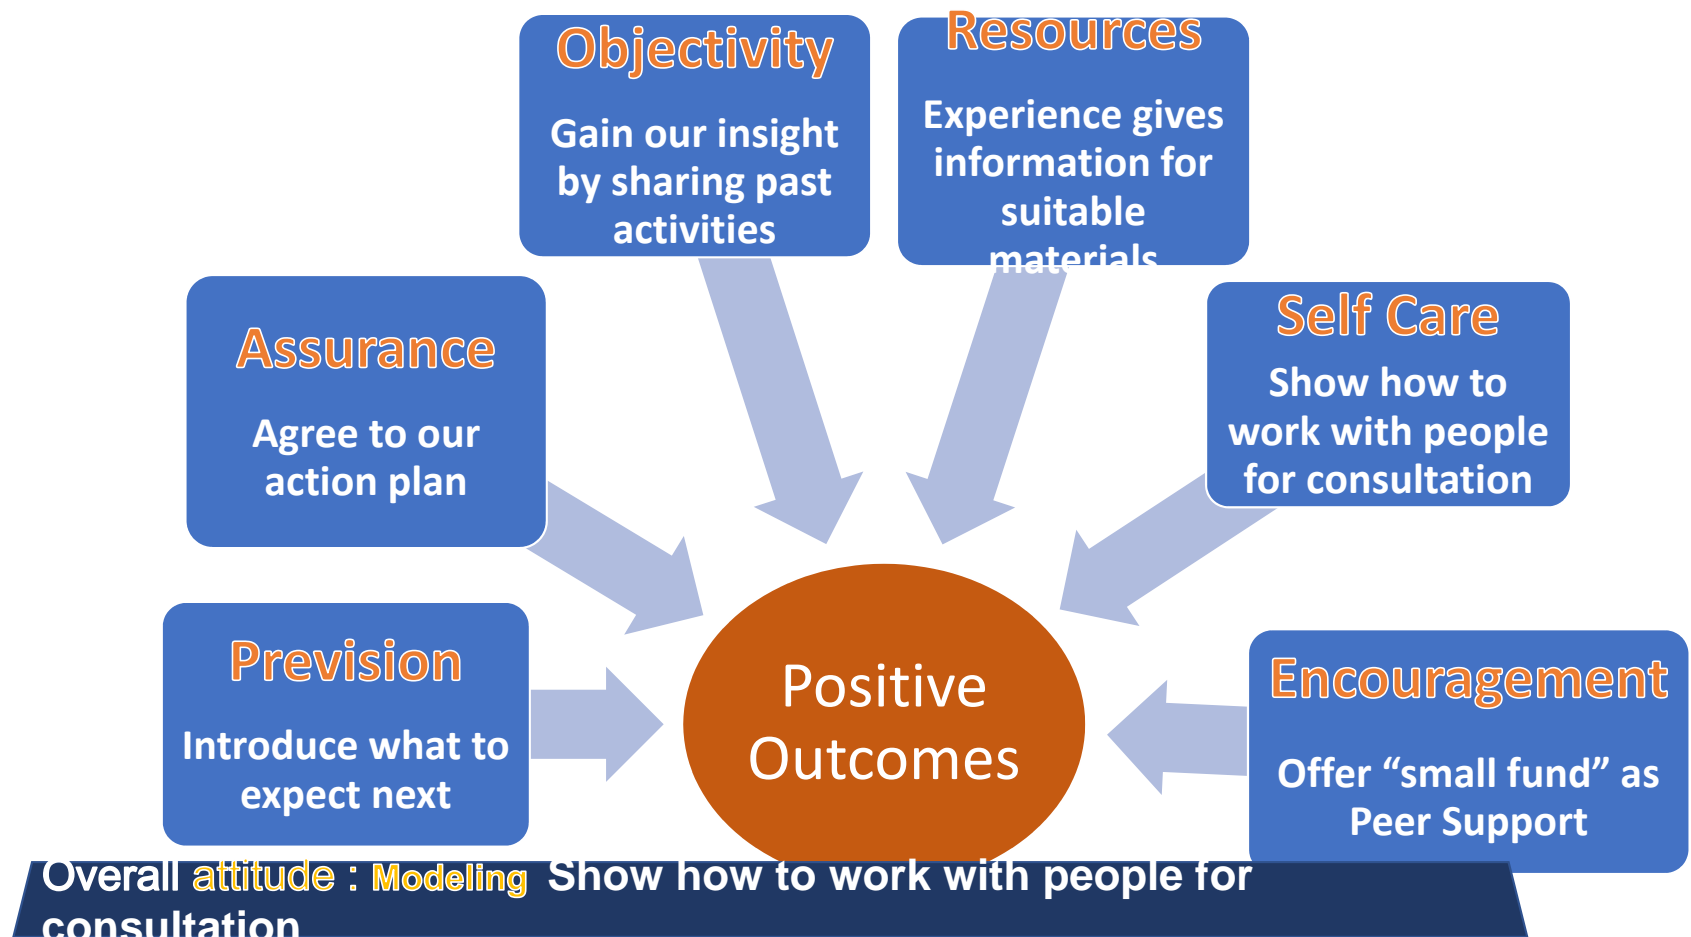 Objectivity
Gain our insight
by sharing past
activities
Resources
Experience gives
information for
suitable
materials
Assurance
Agree to our
action plan
Self Care
Show how to
work with people
for consultation
Prevision
Introduce what to
expect next
Positive
Outcomes
Encouragement
Offer “small fund” as
Peer Support
Overall attitude : Modeling Show how to work with people for
consultation